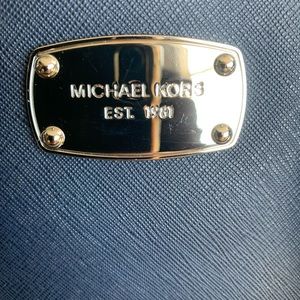 MICHAEL KORS
EST. 1981